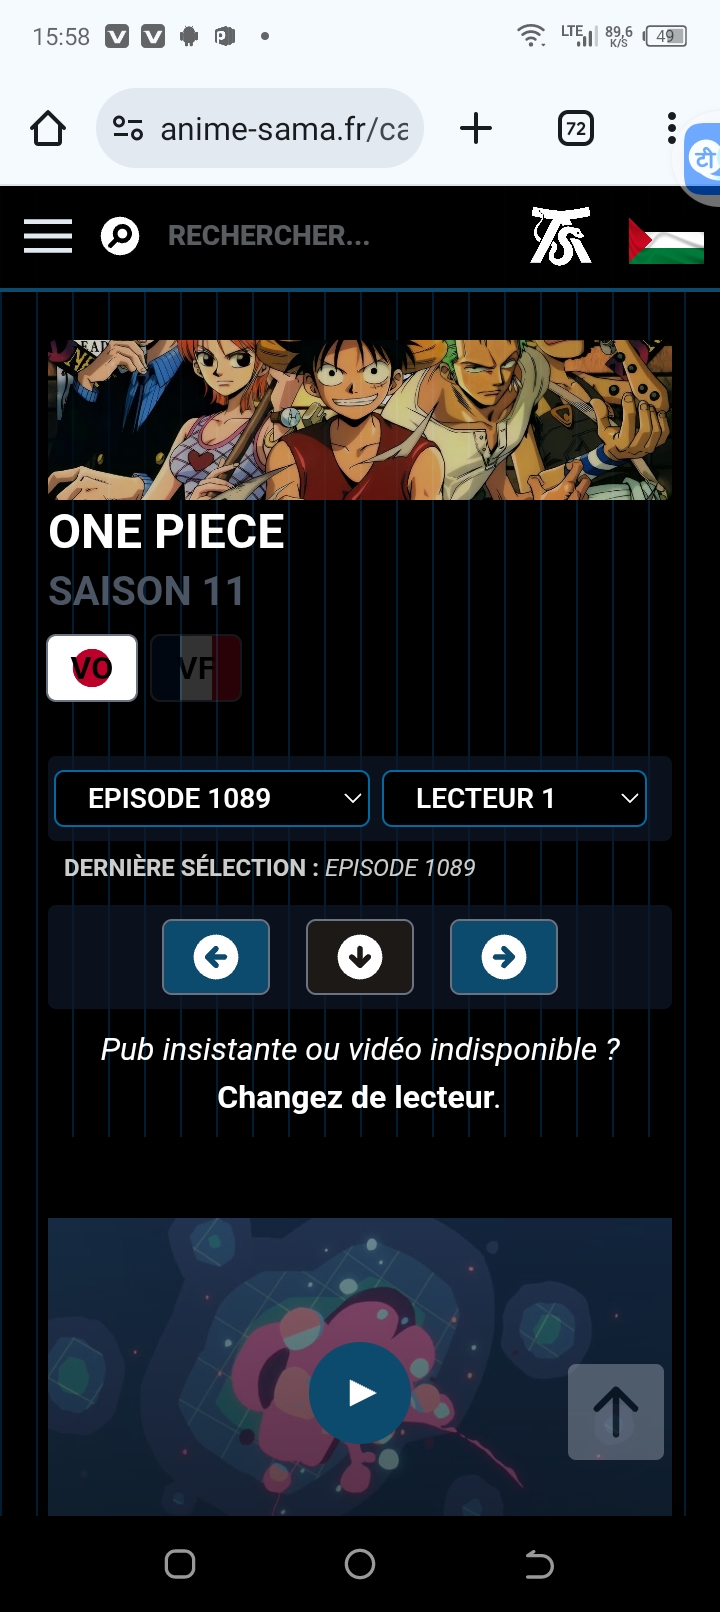 15:58
LTE
89,6
K/S
49
anime-sama.fr/ca
72
टी
RECHERCHER...
ONE PIECE
SAISON 11
VO
VF
EPISODE 1089
LECTEUR 1
DERNIÈRE SÉLECTION : EPISODE 1089
Pub insistante ou vidéo indisponible ?
Changez de lecteur.